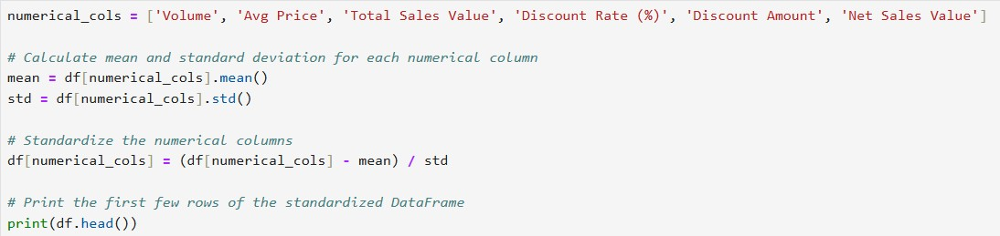 numerical_cols = ['Volume', 'Avg Price', 'Total Sales Value', 'Discount Rate (%)', 'Discount Amount', 'Net Sales Value']
# Calculate mean and standard deviation for each numerical column
mean = df[numerical_cols].mean()
std = df[numerical_cols].std()
# Standardize the numerical columns
df[numerical_cols] = (df[numerical_cols] - mean) / std
# Print the first few rows of the standardized DataFrame
print(df.head())